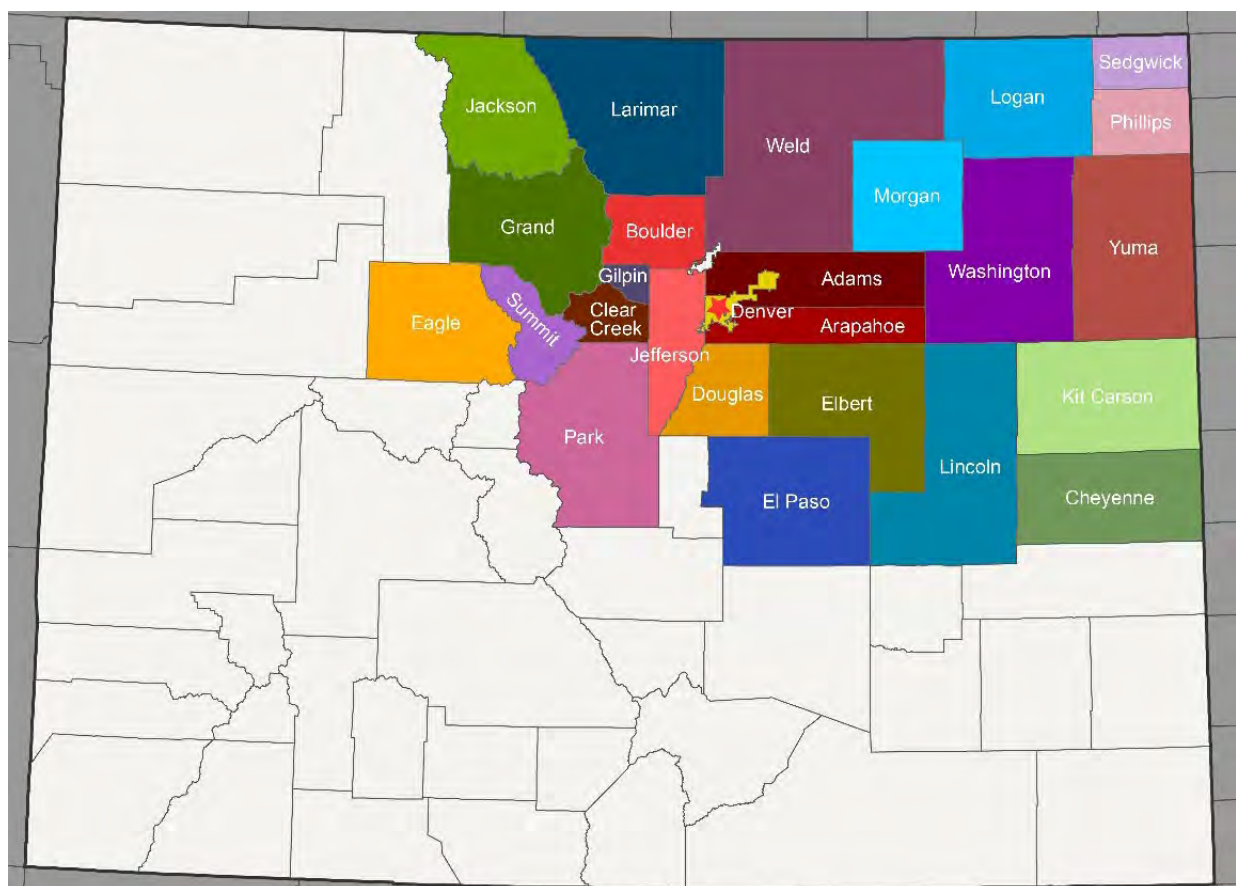 Sedgwick
Jackson
Larimar
Logan
Phillips
Weld
Morgan
Grand
Boulder
Yuma
Gilpin
Adams
Washington
Summit
Clear
Creek
Denver
Eagle
Arapahoe
Jefferson
Douglas
Elbert
Kit Carson
Park
Lincoln
El Paso
Cheyenne